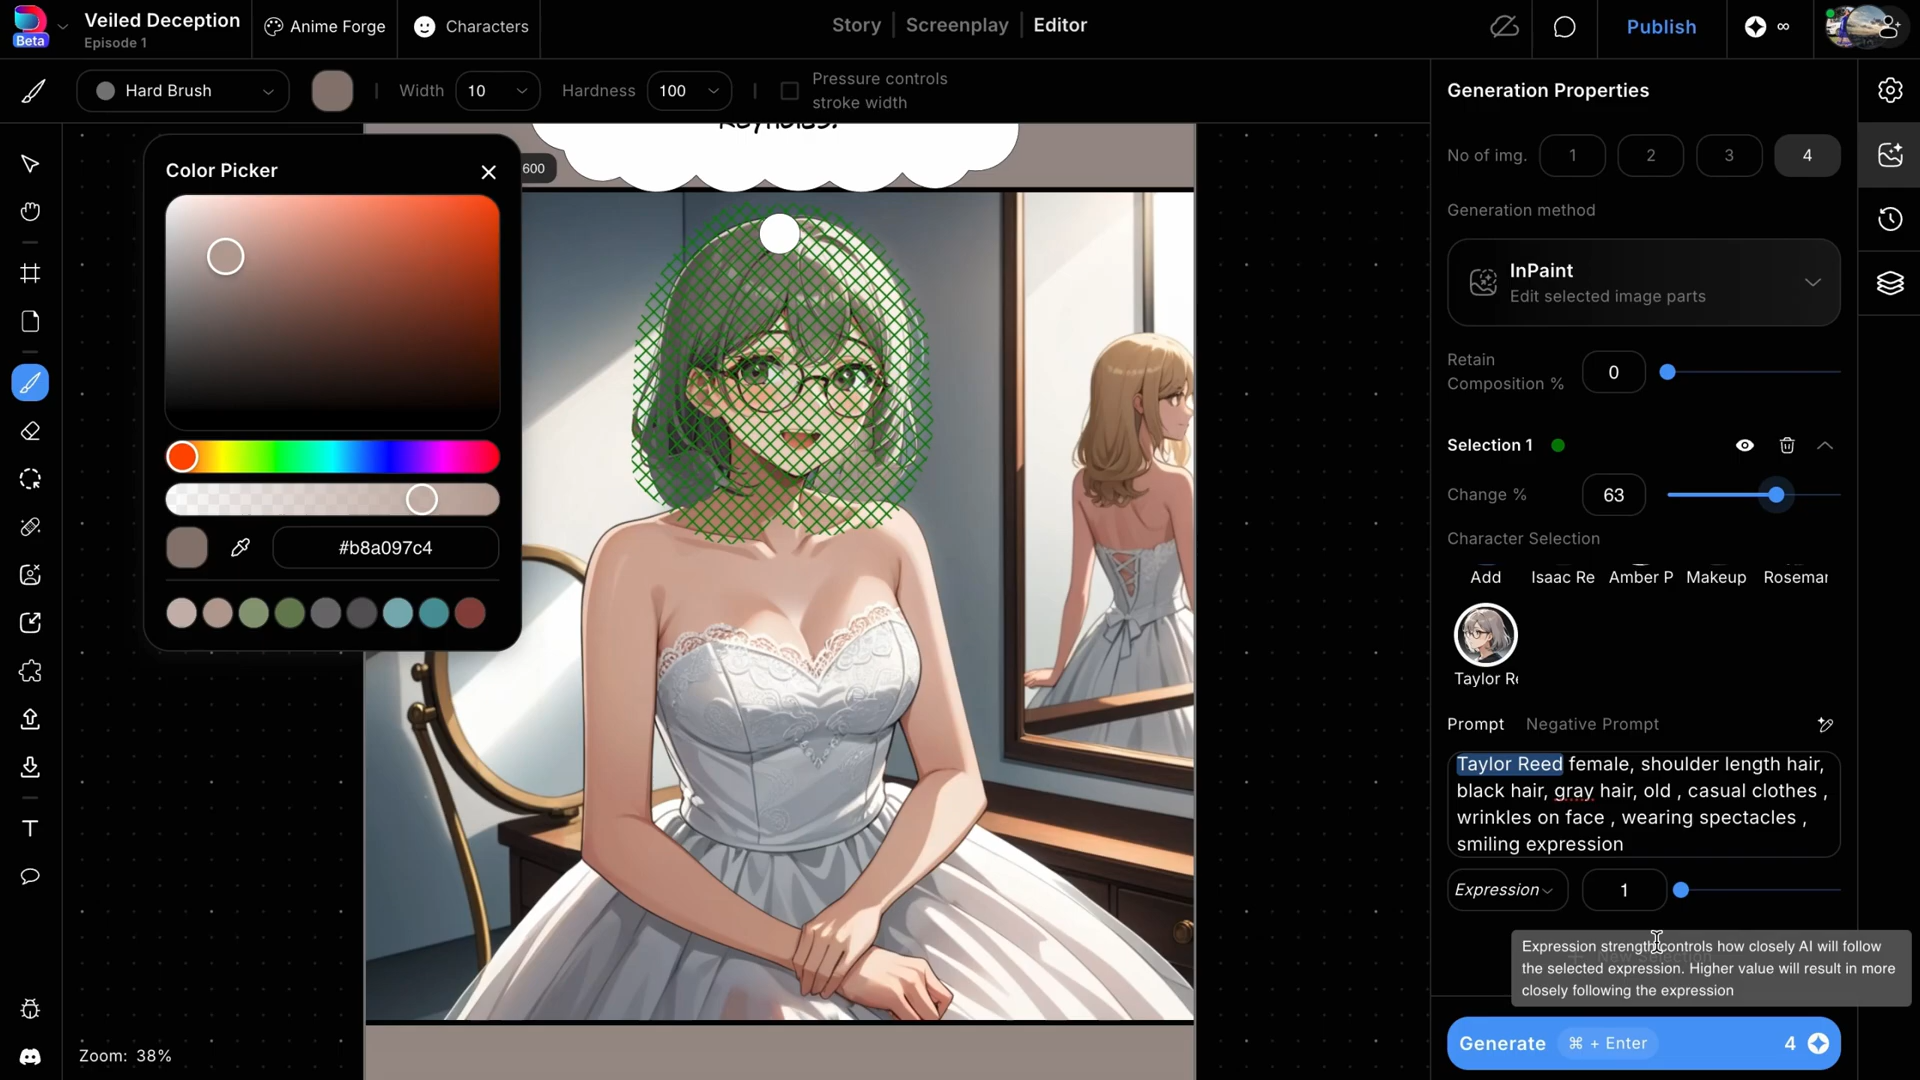 Veiled Deception
Episode 1
Beta
Anime Forge
Characters
Story
Screenplay
Editor
Publish
∞
Hard Brush
Width
10
Hardness
100
Pressure controls
stroke width
Color Picker
600
#b8a097c4
Zoom: 38%
Generation Properties
No of img.
1
2
3
4
Generation method
InPaint
Edit selected image parts
Retain
Composition %
0
Selection 1
Change %
63
Character Selection
Add
Isaac Re
Amber P
Makeup
Rosemar
Taylor Re
Prompt
Negative Prompt
Taylor Reed female, shoulder length hair,
black hair, gray hair, old , casual clothes ,
wrinkles on face , wearing spectacles ,
smiling expression
Expression
1
Expression strength controls how closely AI will follow
the selected expression. Higher value will result in more
closely following the expression
Generate
⌘ + Enter
4